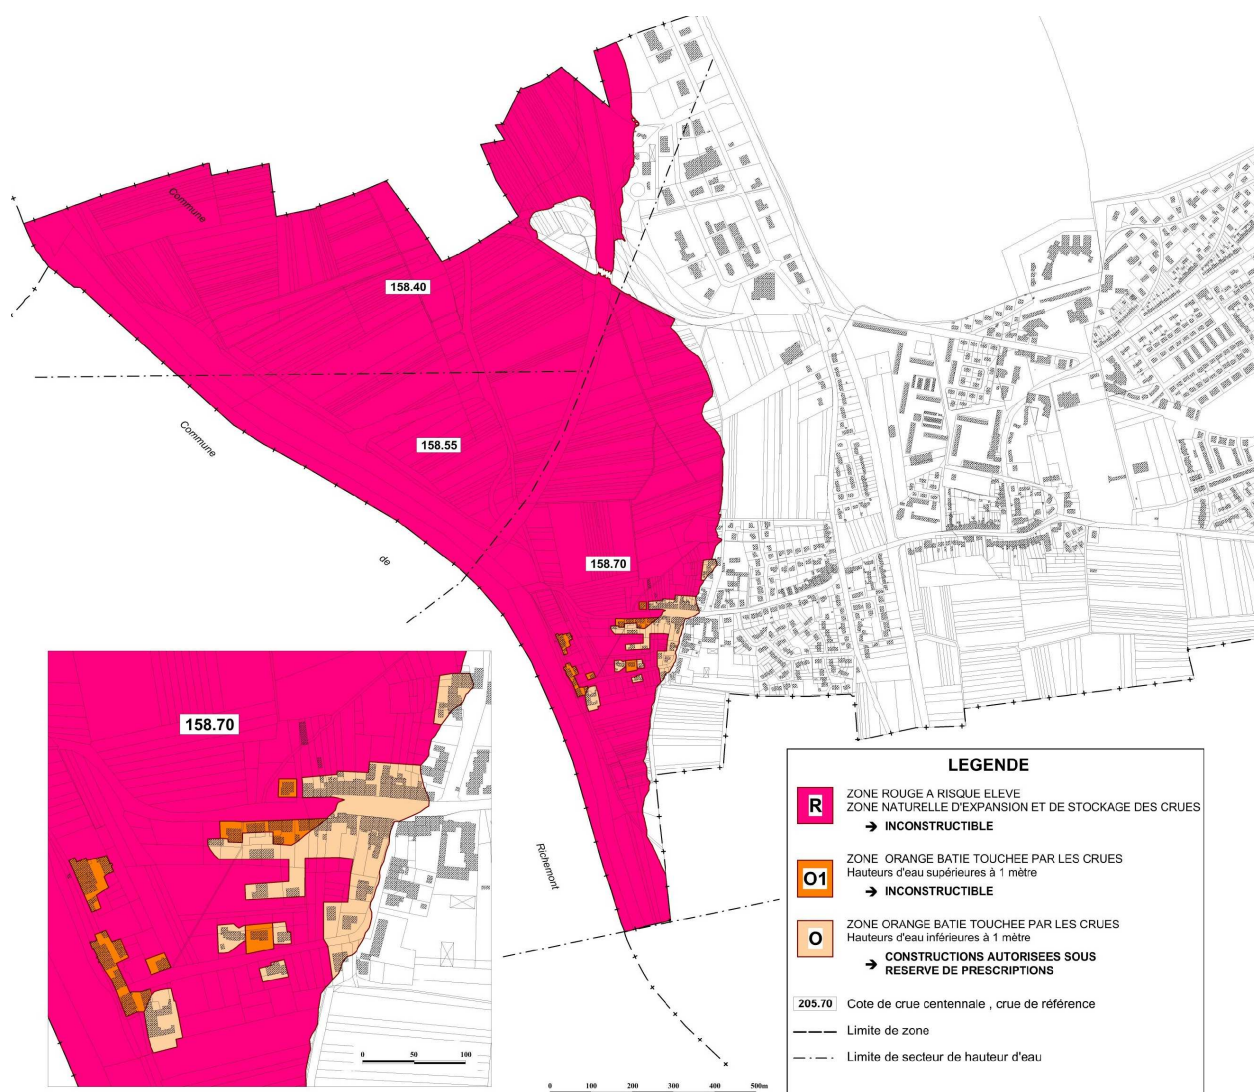 Commune
158.40
158.55
Commune
de
158.70
158.70
Richemont
0 50 100
0 100 200 300 400 500m
LEGENDE
R
ZONE ROUGE A RISQUE ELEVE
ZONE NATURELLE D'EXPANSION ET DE STOCKAGE DES CRUES
➔ INCONSTRUCTIBLE
O1
ZONE ORANGE BATIE TOUCHEE PAR LES CRUES
Hauteurs d'eau supérieures à 1 mètre
➔ INCONSTRUCTIBLE
O
ZONE ORANGE BATIE TOUCHEE PAR LES CRUES
Hauteurs d'eau inférieures à 1 mètre
➔ CONSTRUCTIONS AUTORISEES SOUS
RESERVE DE PRESCRIPTIONS
205.70 Cote de crue centennale , crue de référence
Limite de zone
Limite de secteur de hauteur d'eau